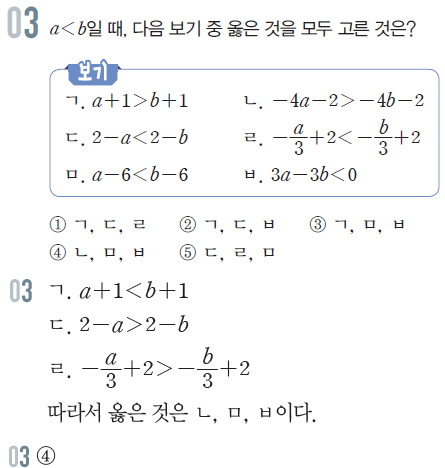 03 a<b일 때, 다음 보기 중 옳은 것을 모두 고른 것은?
보기
ㄱ. a+1>b+1 ㄴ. -4a-2>-4b-2
ㄷ. 2-a<2-b ㄹ. -a/3+2<-b/3+2
ㅁ. a-6<b-6 ㅂ. 3a-3b<0
① ㄱ, ㄷ, ㄹ ② ㄱ, ㄷ, ㅂ ③ ㄱ, ㅁ, ㅂ
④ ㄴ, ㅁ, ㅂ ⑤ ㄷ, ㄹ, ㅁ
03 ㄱ. a+1<b+1
ㄷ. 2-a>2-b
ㄹ. -a/3+2>-b/3+2
따라서 옳은 것은 ㄴ, ㅁ, ㅂ이다.
03 ④